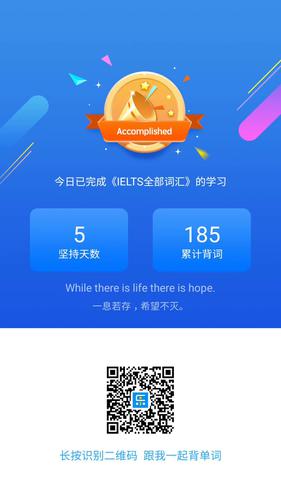 Accomplished
今日已完成《IELTS全部词汇》的学习
5
坚持天数
185
累计背词
While there is life there is hope.
一息若存，希望不灭。
长按识别二维码 跟我一起背单词